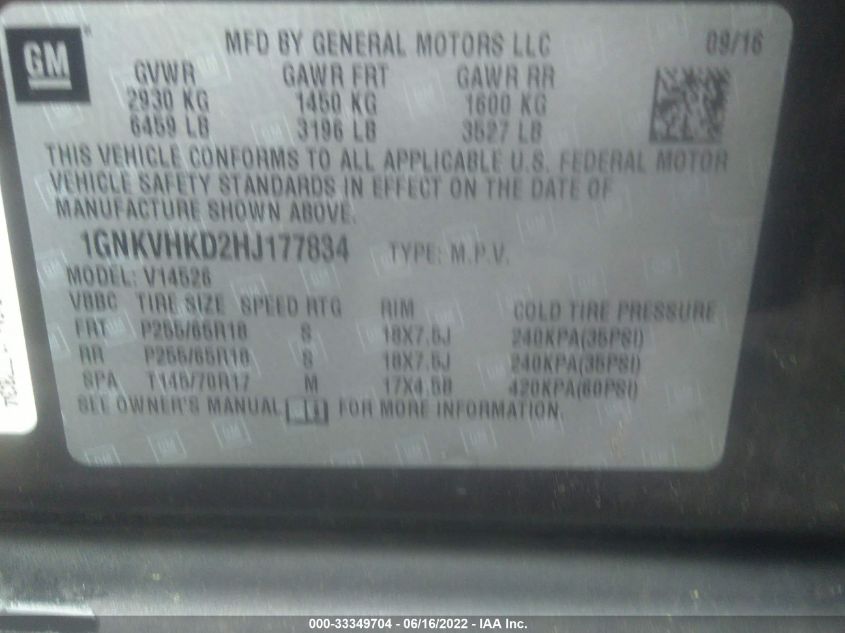 GM
MFD BY GENERAL MOTORS LLC 09/16
GVWR GAWR FRT GAWR RR
2930 KG 1450 KG 1600 KG
6459 LB 3196 LB 3527 LB
THIS VEHICLE CONFORMS TO ALL APPLICABLE U.S. FEDERAL MOTOR
VEHICLE SAFETY STANDARDS IN EFFECT ON THE DATE OF
MANUFACTURE SHOWN ABOVE.
1GNKVHKD2HJ177834 TYPE: M.P.V.
MODEL: V14526
VBBC TIRE SIZE SPEED RTG RIM COLD TIRE PRESSURE
FRT P255/65R18 S 18X7.5J 240KPA(35PSI)
RR P255/65R18 S 18X7.5J 240KPA(35PSI)
SPA T145/70R17 M 17X4.5B 420KPA(60PSI)
SEE OWNER'S MANUAL FOR MORE INFORMATION.
000-33349704 - 06/16/2022 - IAA Inc.